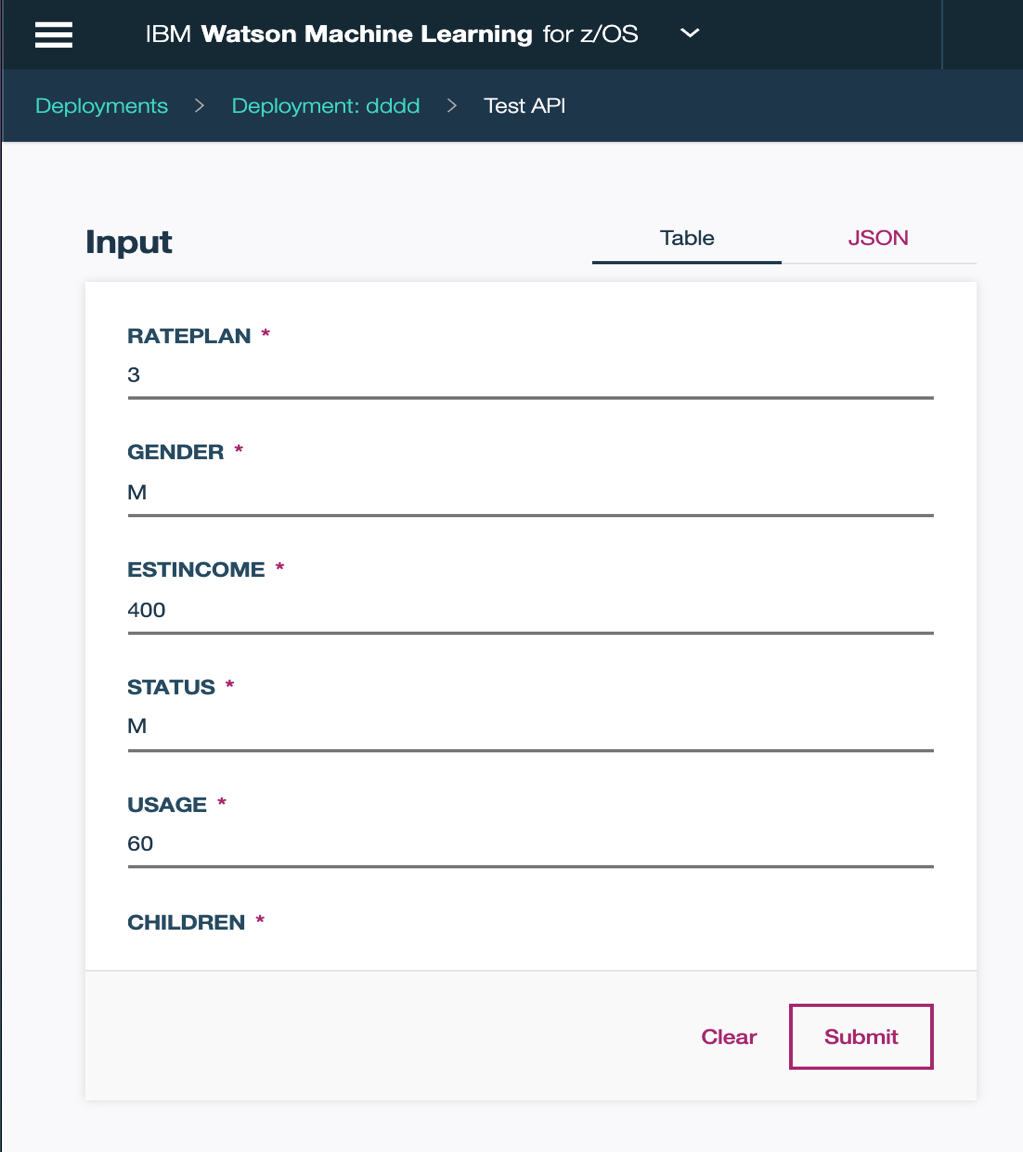 IBM Watson Machine Learning for z/OS
Deployments > Deployment: dddd > Test API
Input
Table JSON
RATEPLAN *
3
GENDER *
M
ESTINCOME *
400
STATUS *
M
USAGE *
60
CHILDREN *
Clear Submit